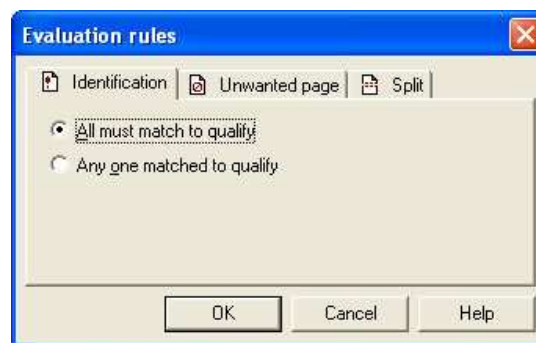 Evaluation rules
Identification Unwanted page Split
All must match to qualify
Any one matched to qualify
OK Cancel Help